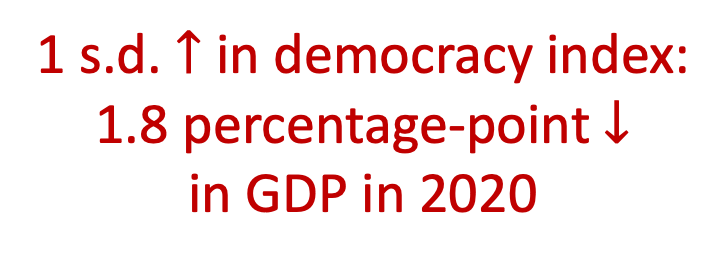 1 s.d. ↑ in democracy index:
1.8 percentage-point ↓
in GDP in 2020